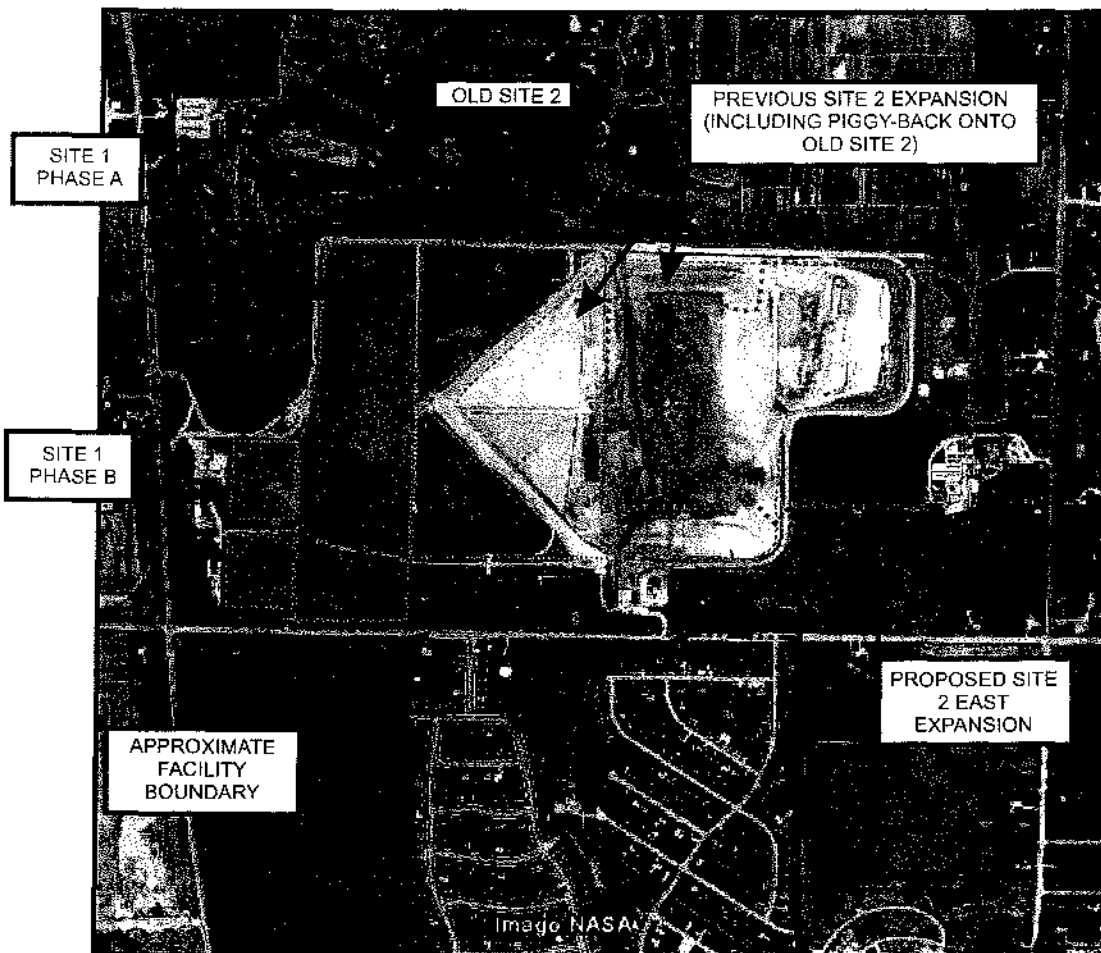 OLD SITE 2
PREVIOUS SITE 2 EXPANSION
(INCLUDING PIGGY-BACK ONTO
OLD SITE 2)
SITE 1
PHASE A
SITE 1
PHASE B
PROPOSED SITE
2 EAST
EXPANSION
APPROXIMATE
FACILITY
BOUNDARY
Image NASA